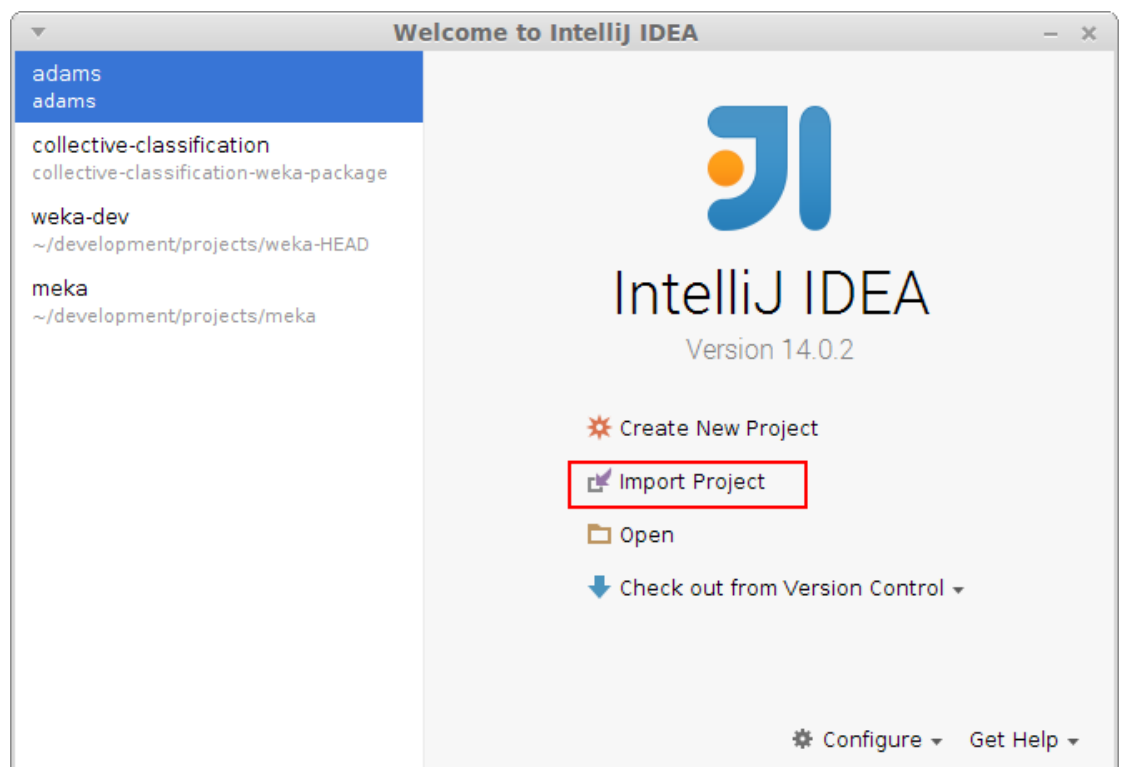 Welcome to IntelliJ IDEA
adams
adams
collective-classification
collective-classification-weka-package
weka-dev
~/development/projects/weka-HEAD
meka
~/development/projects/meka
IntelliJ IDEA
Version 14.0.2
Create New Project
Import Project
Open
Check out from Version Control
Configure Get Help